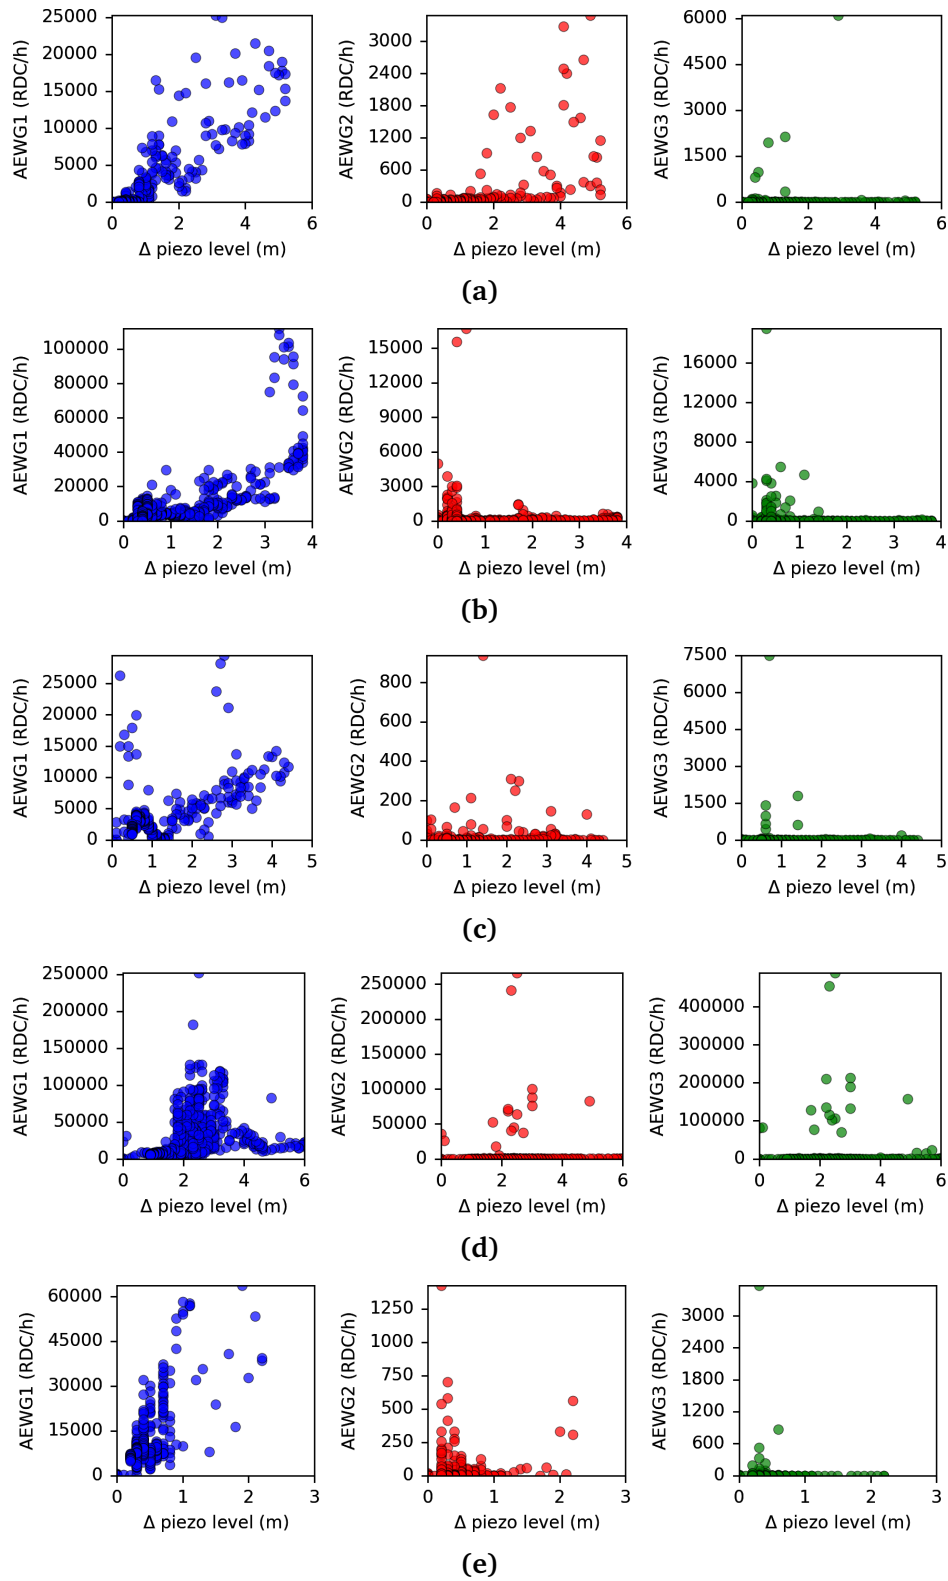 AEWG1 (RDC/h)
25000
20000
15000
10000
5000
0
0 2 4 6
Δ piezo level (m)
AEWG2 (RDC/h)
3000
2400
1800
1200
600
0
0 2 4 6
Δ piezo level (m)
AEWG3 (RDC/h)
6000
4500
3000
1500
0
0 2 4 6
Δ piezo level (m)
(a)
AEWG1 (RDC/h)
100000
80000
60000
40000
20000
0
0 1 2 3 4
Δ piezo level (m)
AEWG2 (RDC/h)
15000
12000
9000
6000
3000
0
0 1 2 3 4
Δ piezo level (m)
AEWG3 (RDC/h)
16000
12000
8000
4000
0
0 1 2 3 4
Δ piezo level (m)
(b)
AEWG1 (RDC/h)
25000
20000
15000
10000
5000
0
0 1 2 3 4 5
Δ piezo level (m)
AEWG2 (RDC/h)
800
600
400
200
0
0 1 2 3 4 5
Δ piezo level (m)
AEWG3 (RDC/h)
7500
6000
4500
3000
1500
0
0 1 2 3 4 5
Δ piezo level (m)
(c)
AEWG1 (RDC/h)
250000
200000
150000
100000
50000
0
0 2 4 6
Δ piezo level (m)
AEWG2 (RDC/h)
250000
200000
150000
100000
50000
0
0 2 4 6
Δ piezo level (m)
AEWG3 (RDC/h)
400000
300000
200000
100000
0
0 2 4 6
Δ piezo level (m)
(d)
AEWG1 (RDC/h)
60000
45000
30000
15000
0
0 1 2 3
Δ piezo level (m)
AEWG2 (RDC/h)
1250
1000
750
500
250
0
0 1 2 3
Δ piezo level (m)
AEWG3 (RDC/h)
3000
2400
1800
1200
600
0
0 1 2 3
Δ piezo level (m)
(e)